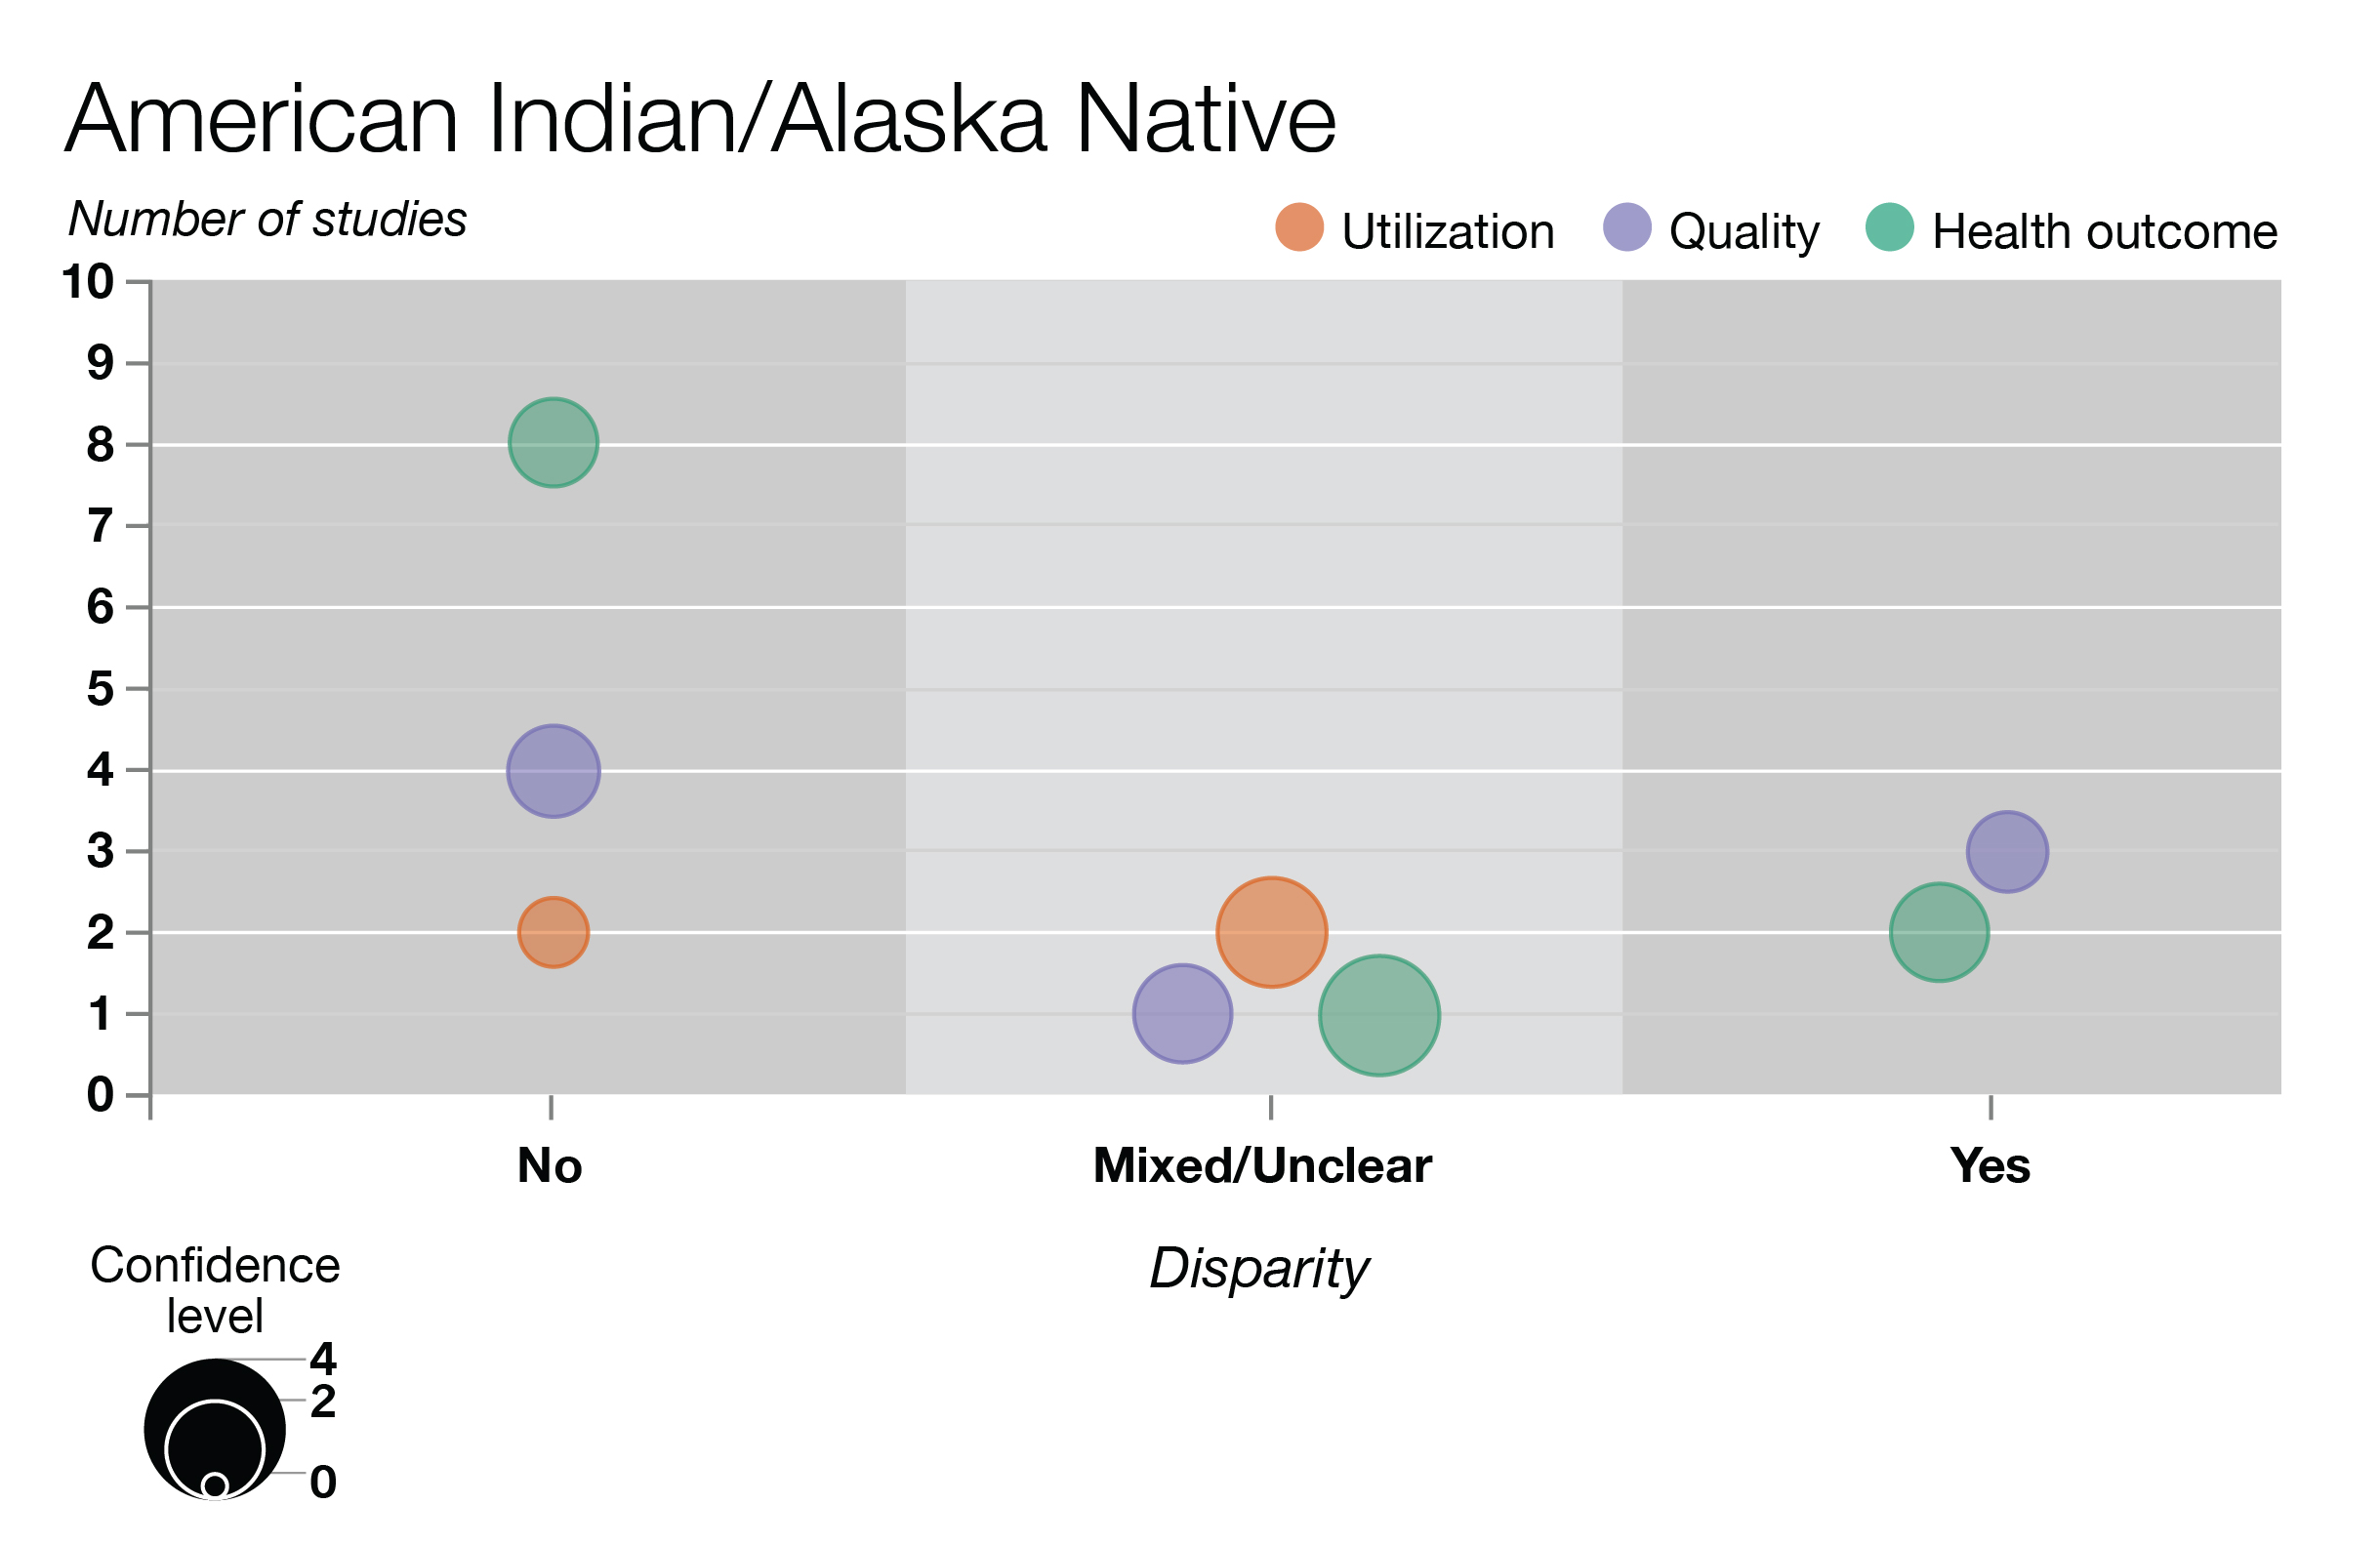 American Indian/Alaska Native
Number of studies
Utilization
Quality
Health outcome
10
9
8
7
6
5
4
3
2
1
0
No
Mixed/Unclear
Yes
Disparity
Confidence
level
4
2
0